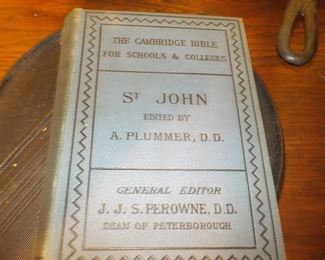 THE CAMBRIDGE BIBLE
FOR SCHOOLS & COLLEGES
ST JOHN
EDITED BY
A. PLUMMER, D.D.
GENERAL EDITOR
J. J. S. PEROWNE, D.D.
DEAN OF PETERBOROUGH